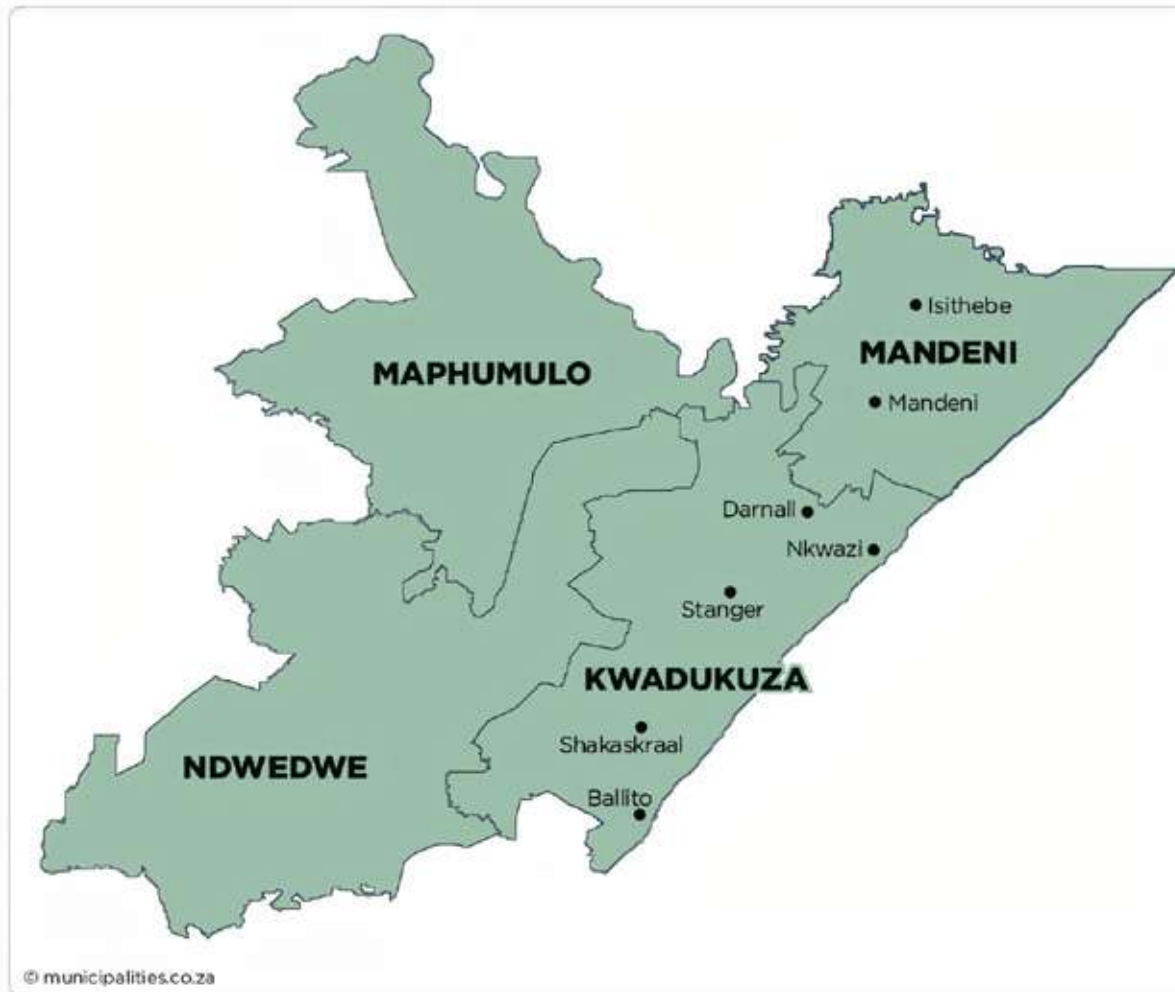 Isithebe
MANDENI
MAPHUMULO
Mandeni
Darnall
Nkwazi
Stanger
KWADUKUZA
Shakaskraal
NDWEDWE
Ballito
© municipalities.co.za